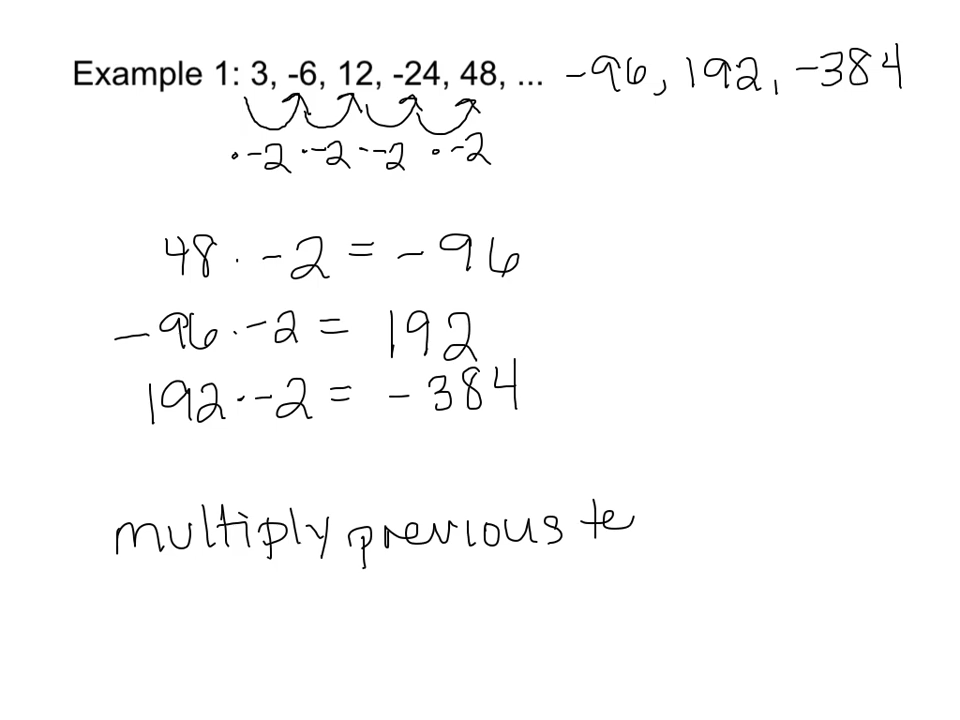 Example 1: 3, -6, 12, -24, 48, ... -96, 192, -384
· -2 · -2 · -2 · -2
48 · -2 = -96
-96 · -2 = 192
192 · -2 = -384
multiply previous te